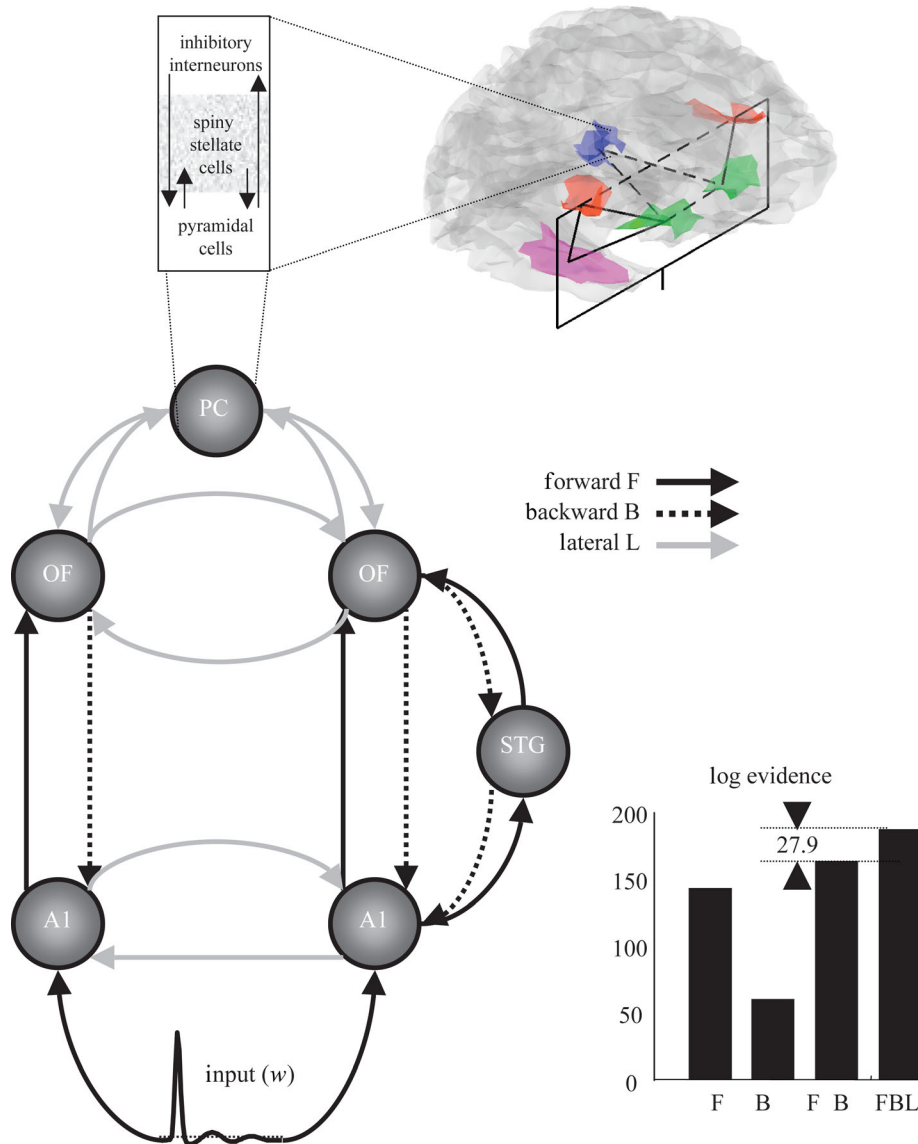 inhibitory
interneurons
spiny
stellate
cells
pyramidal
cells
PC
forward F
backward B
lateral L
OF
OF
STG
A1
A1
input (w)
log evidence
200
27.9
150
100
50
0
F B F B FBL